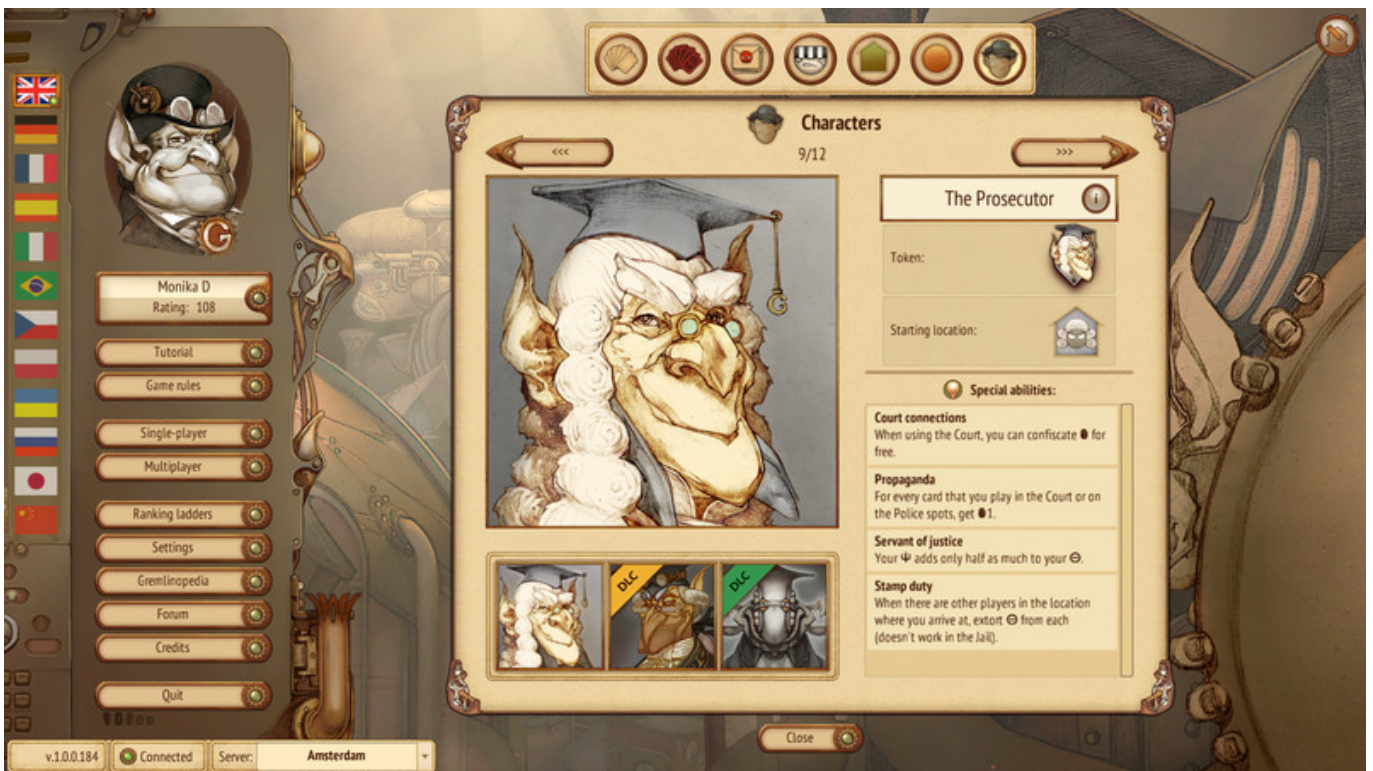 Characters
<<<
9/12
>>>
The Prosecutor
i
Token:
Starting location:
Special abilities:
Court connections
When using the Court, you can confiscate for
free.
Propaganda
For every card that you play in the Court or on
the Police spots, get 1.
Servant of justice
Your adds only half as much to your .
Stamp duty
When there are other players in the location
where you arrive at, extort from each
(doesn't work in the Jail).
DLC
DLC
Close
G
Monika D
Rating: 108
Tutorial
Game rules
Single-player
Multiplayer
Ranking ladders
Settings
Gremlinopedia
Forum
Credits
Quit
v.1.0.0.184
Connected
Server:
Amsterdam